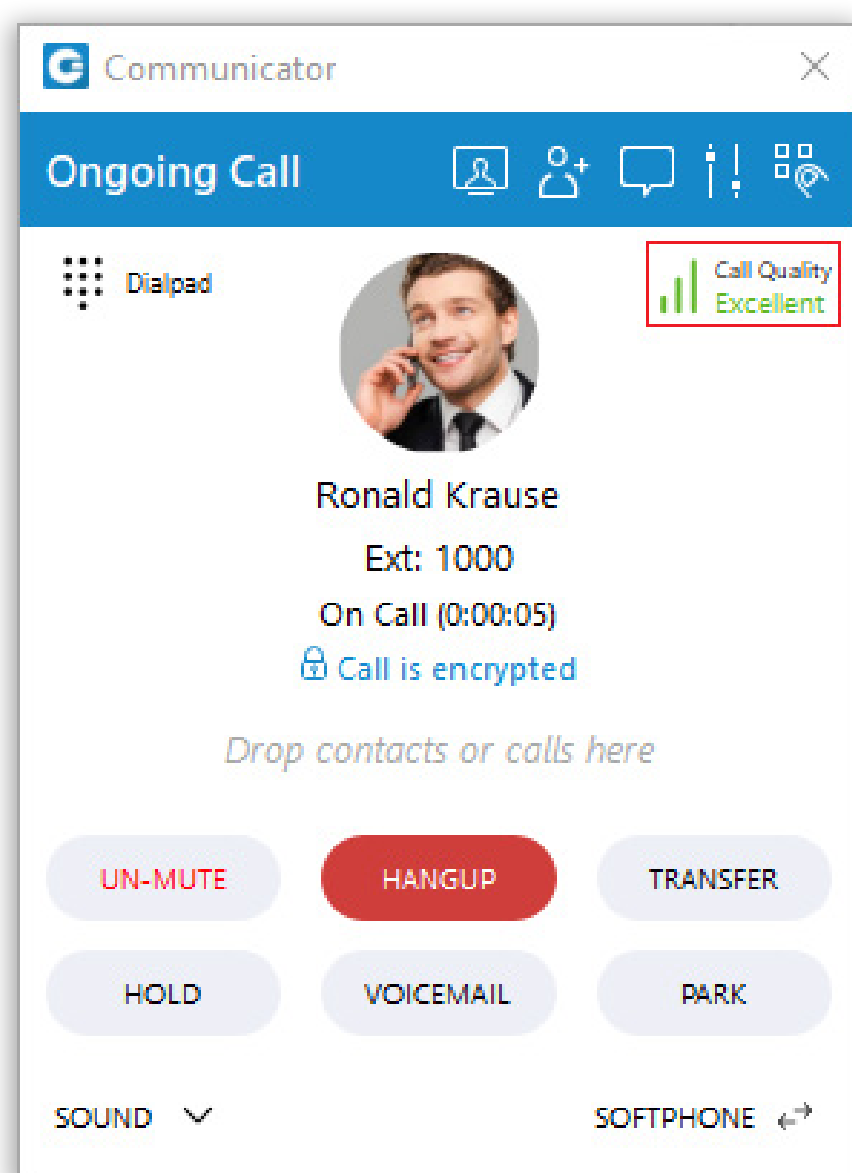 Communicator
Ongoing Call
Dialpad
Call Quality
Excellent
Ronald Krause
Ext: 1000
On Call (0:00:05)
Call is encrypted
Drop contacts or calls here
UN-MUTE
HANGUP
TRANSFER
HOLD
VOICEMAIL
PARK
SOUND
SOFTPHONE